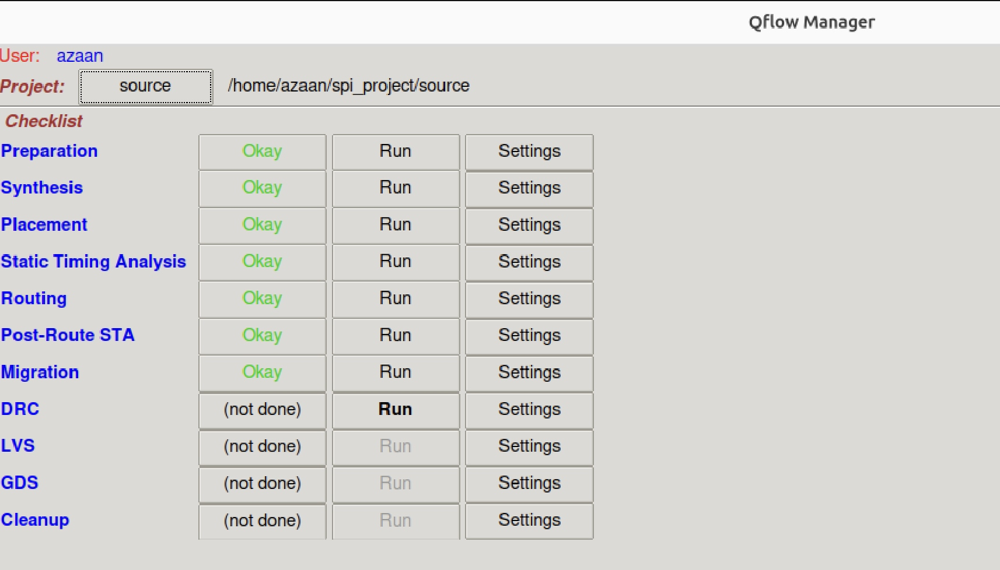 Qflow Manager
User: azaan
Project: source /home/azaan/spi_project/source
Checklist
Preparation Okay Run Settings
Synthesis Okay Run Settings
Placement Okay Run Settings
Static Timing Analysis Okay Run Settings
Routing Okay Run Settings
Post-Route STA Okay Run Settings
Migration Okay Run Settings
DRC (not done) Run Settings
LVS (not done) Run Settings
GDS (not done) Run Settings
Cleanup (not done) Run Settings